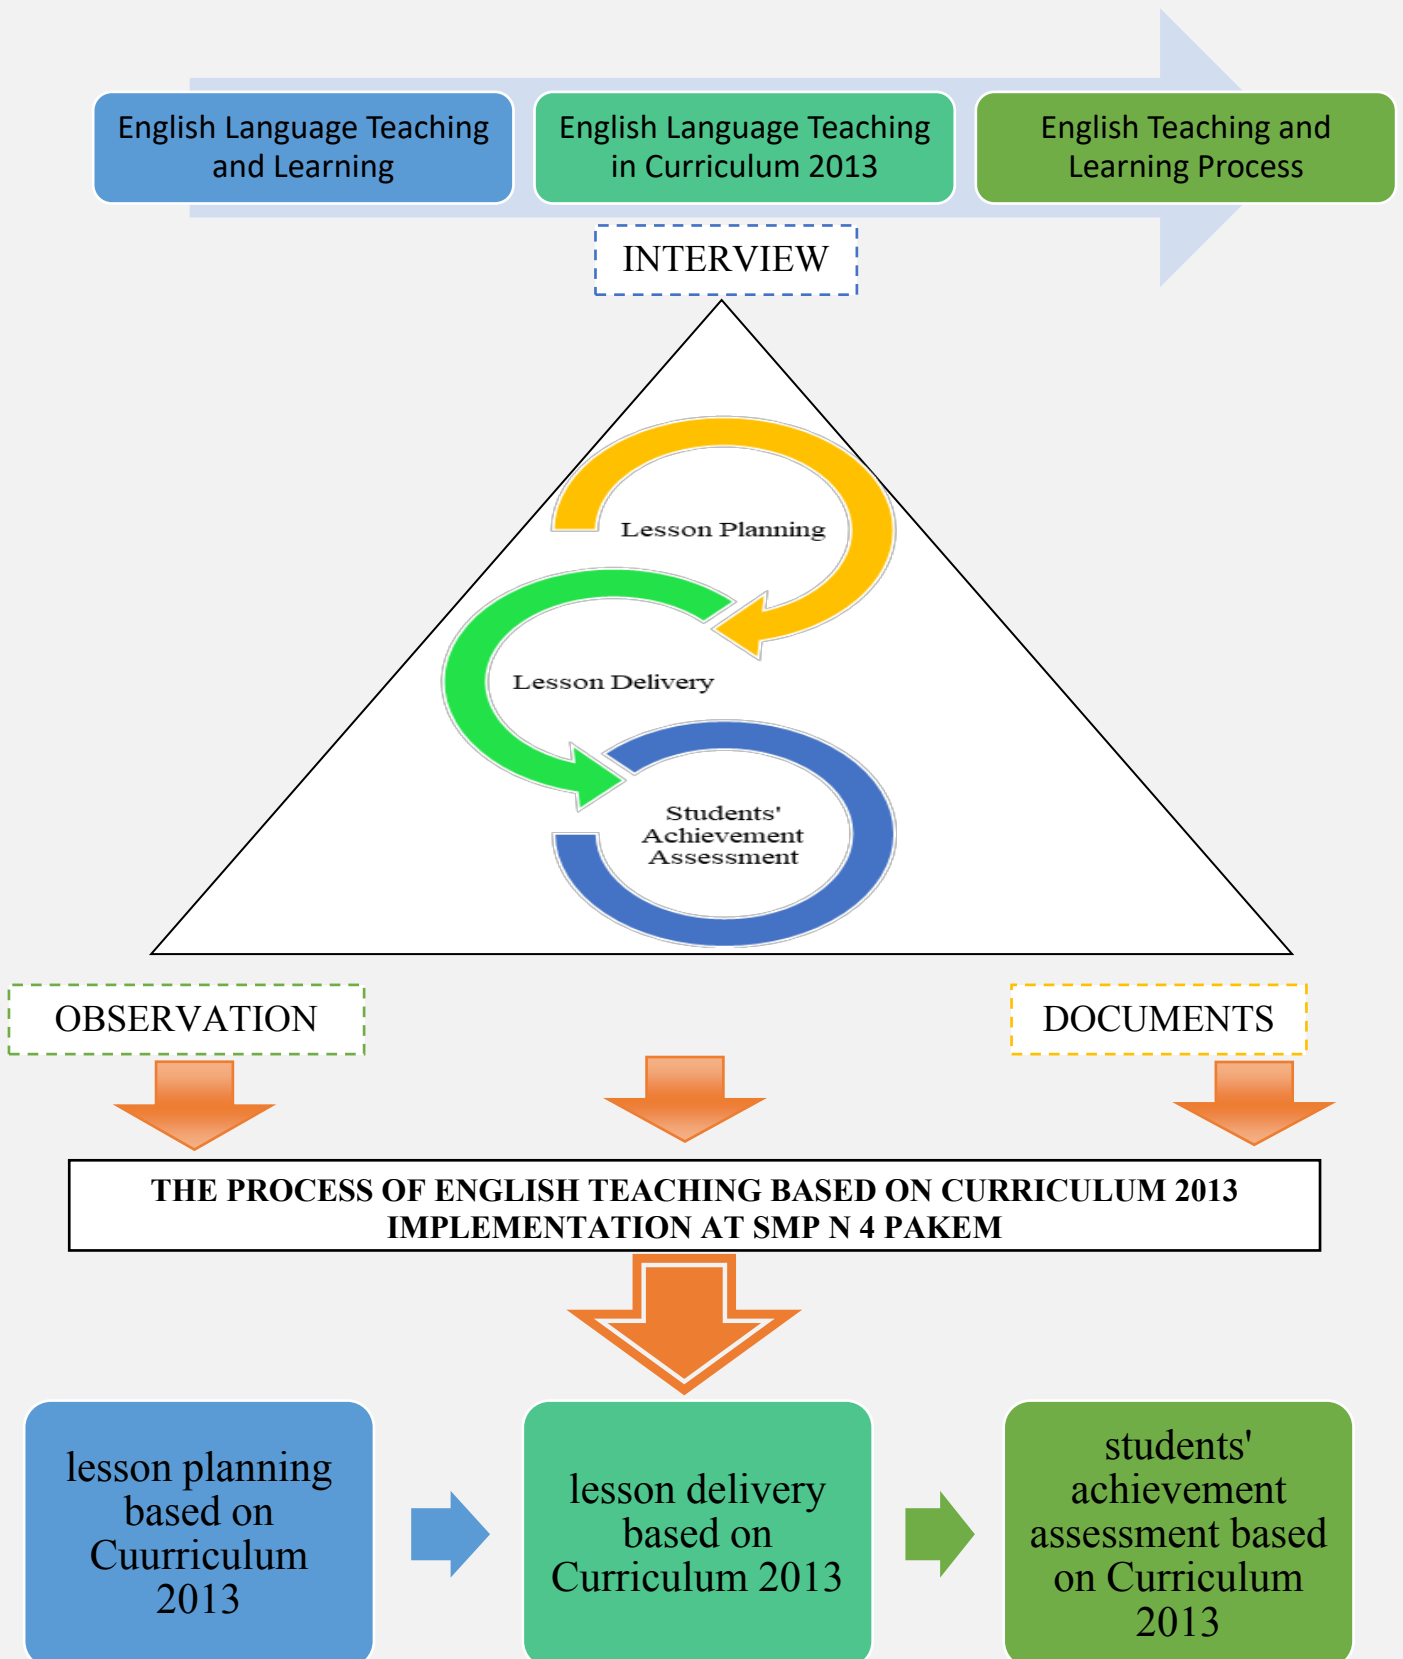 English Language Teaching
and Learning
English Language Teaching
in Curriculum 2013
English Teaching and
Learning Process
INTERVIEW
Lesson Planning
Lesson Delivery
Students'
Achievement
Assessment
OBSERVATION
DOCUMENTS
THE PROCESS OF ENGLISH TEACHING BASED ON CURRICULUM 2013
IMPLEMENTATION AT SMP N 4 PAKEM
lesson planning
based on
Cuurriculum
2013
lesson delivery
based on
Curriculum 2013
students'
achievement
assessment based
on Curriculum
2013